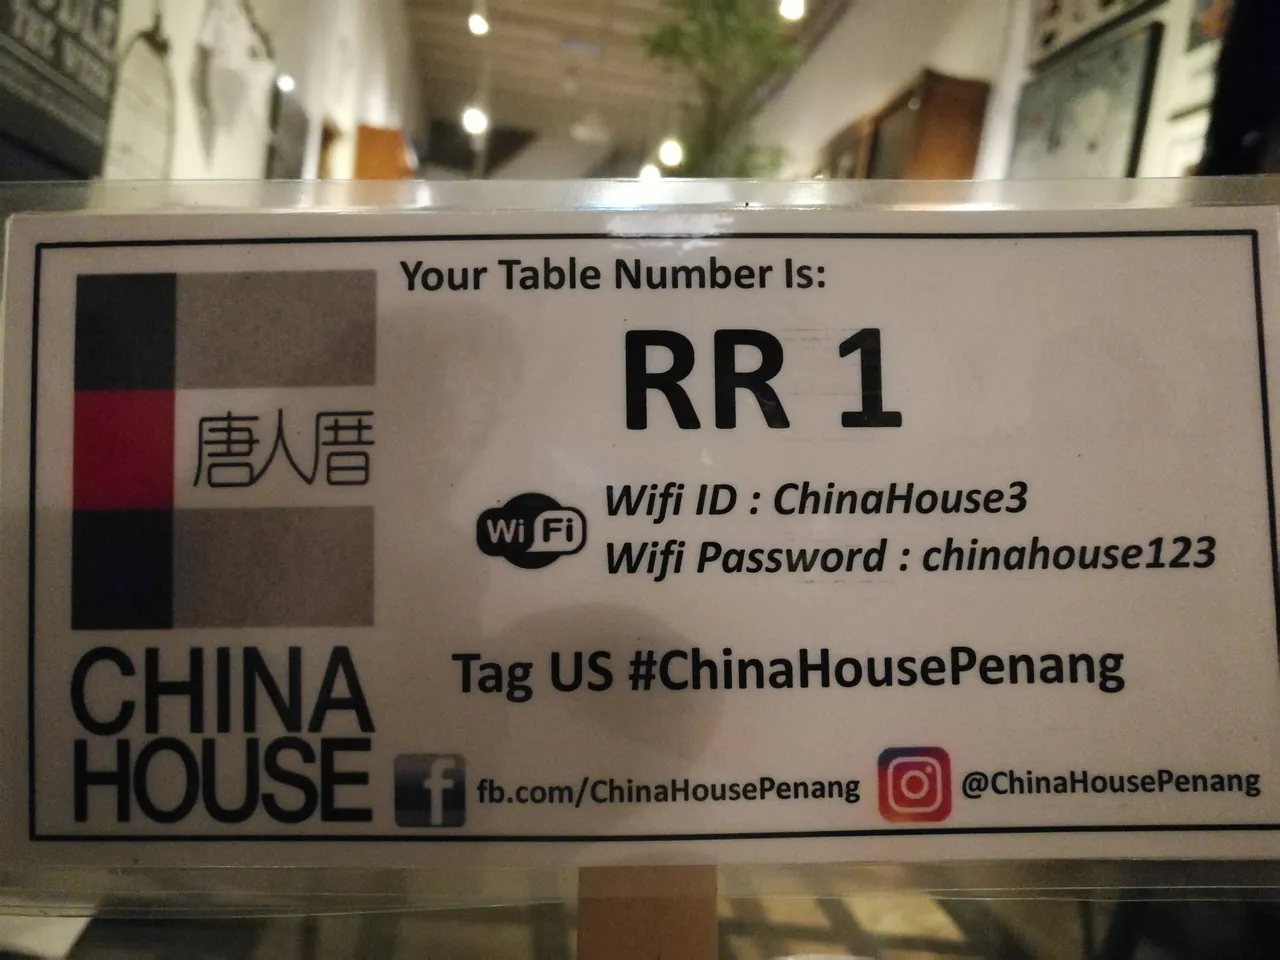 Your Table Number Is:
RR 1
唐人厝
Wi Fi
Wifi ID : ChinaHouse3
Wifi Password : chinahouse123
Tag US #ChinaHousePenang
CHINA
HOUSE
f fb.com/ChinaHousePenang @ChinaHousePenang